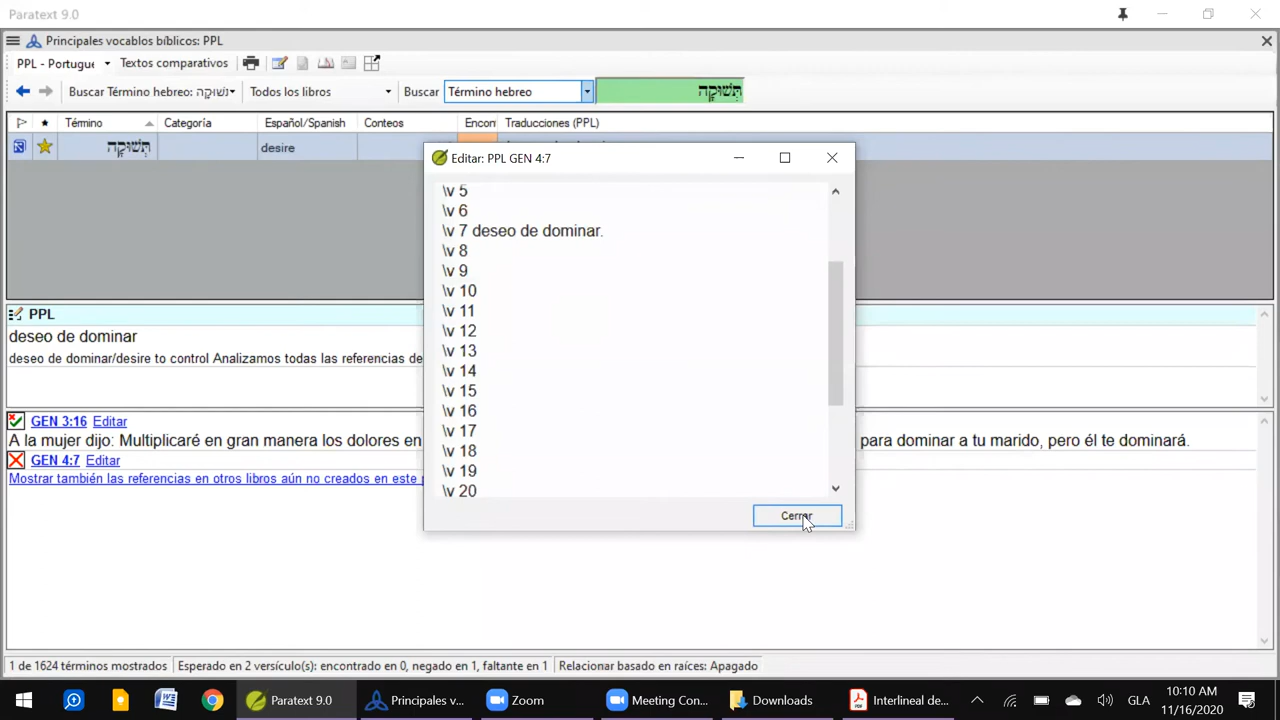 Paratext 9.0
Principales vocablos bíblicos: PPL
PPL - Portugue Textos comparativos
Buscar Término hebreo: נשׁוּקָה Todos los libros Buscar Término hebreo תְּשׁוּקָה
Término Categoría Español/Spanish Conteos Encon Traducciones (PPL)
תְּשׁוּקָה desire
Editar: PPL GEN 4:7
\v 5
\v 6
\v 7 deseo de dominar.
\v 8
\v 9
\v 10
\v 11
\v 12
\v 13
\v 14
\v 15
\v 16
\v 17
\v 18
\v 19
\v 20
Cerrar
PPL
deseo de dominar
deseo de dominar/desire to control Analizamos todas las referencias de
GEN 3:16 Editar
A la mujer dijo: Multiplicaré en gran manera los dolores en para dominar a tu marido, pero él te dominará.
GEN 4:7 Editar
Mostrar también las referencias en otros libros aún no creados en este
1 de 1624 términos mostrados Esperado en 2 versículo(s): encontrado en 0, negado en 1, faltante en 1 Relacionar basado en raíces: Apagado
Paratext 9.0 Principales v... Zoom Meeting Con... Downloads Interlineal de... GLA 10:10 AM
11/16/2020